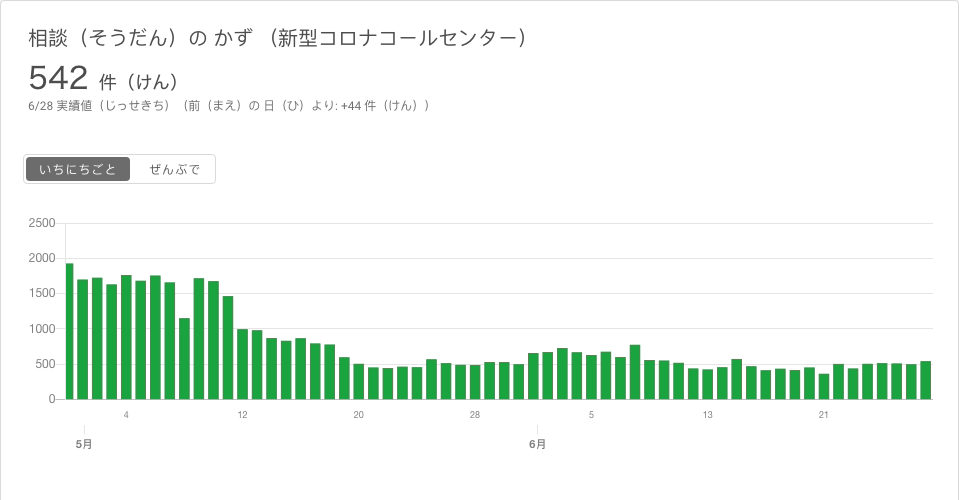 相談（そうだん）の かず （新型コロナコールセンター）
542 件（けん）
6/28 実績値（じっせきち）（前（まえ）の 日（ひ）より: +44 件（けん））
いちにちごと ぜんぶで
2500
2000
1500
1000
500
0
4 12 20 28 5 13 21
5月 6月